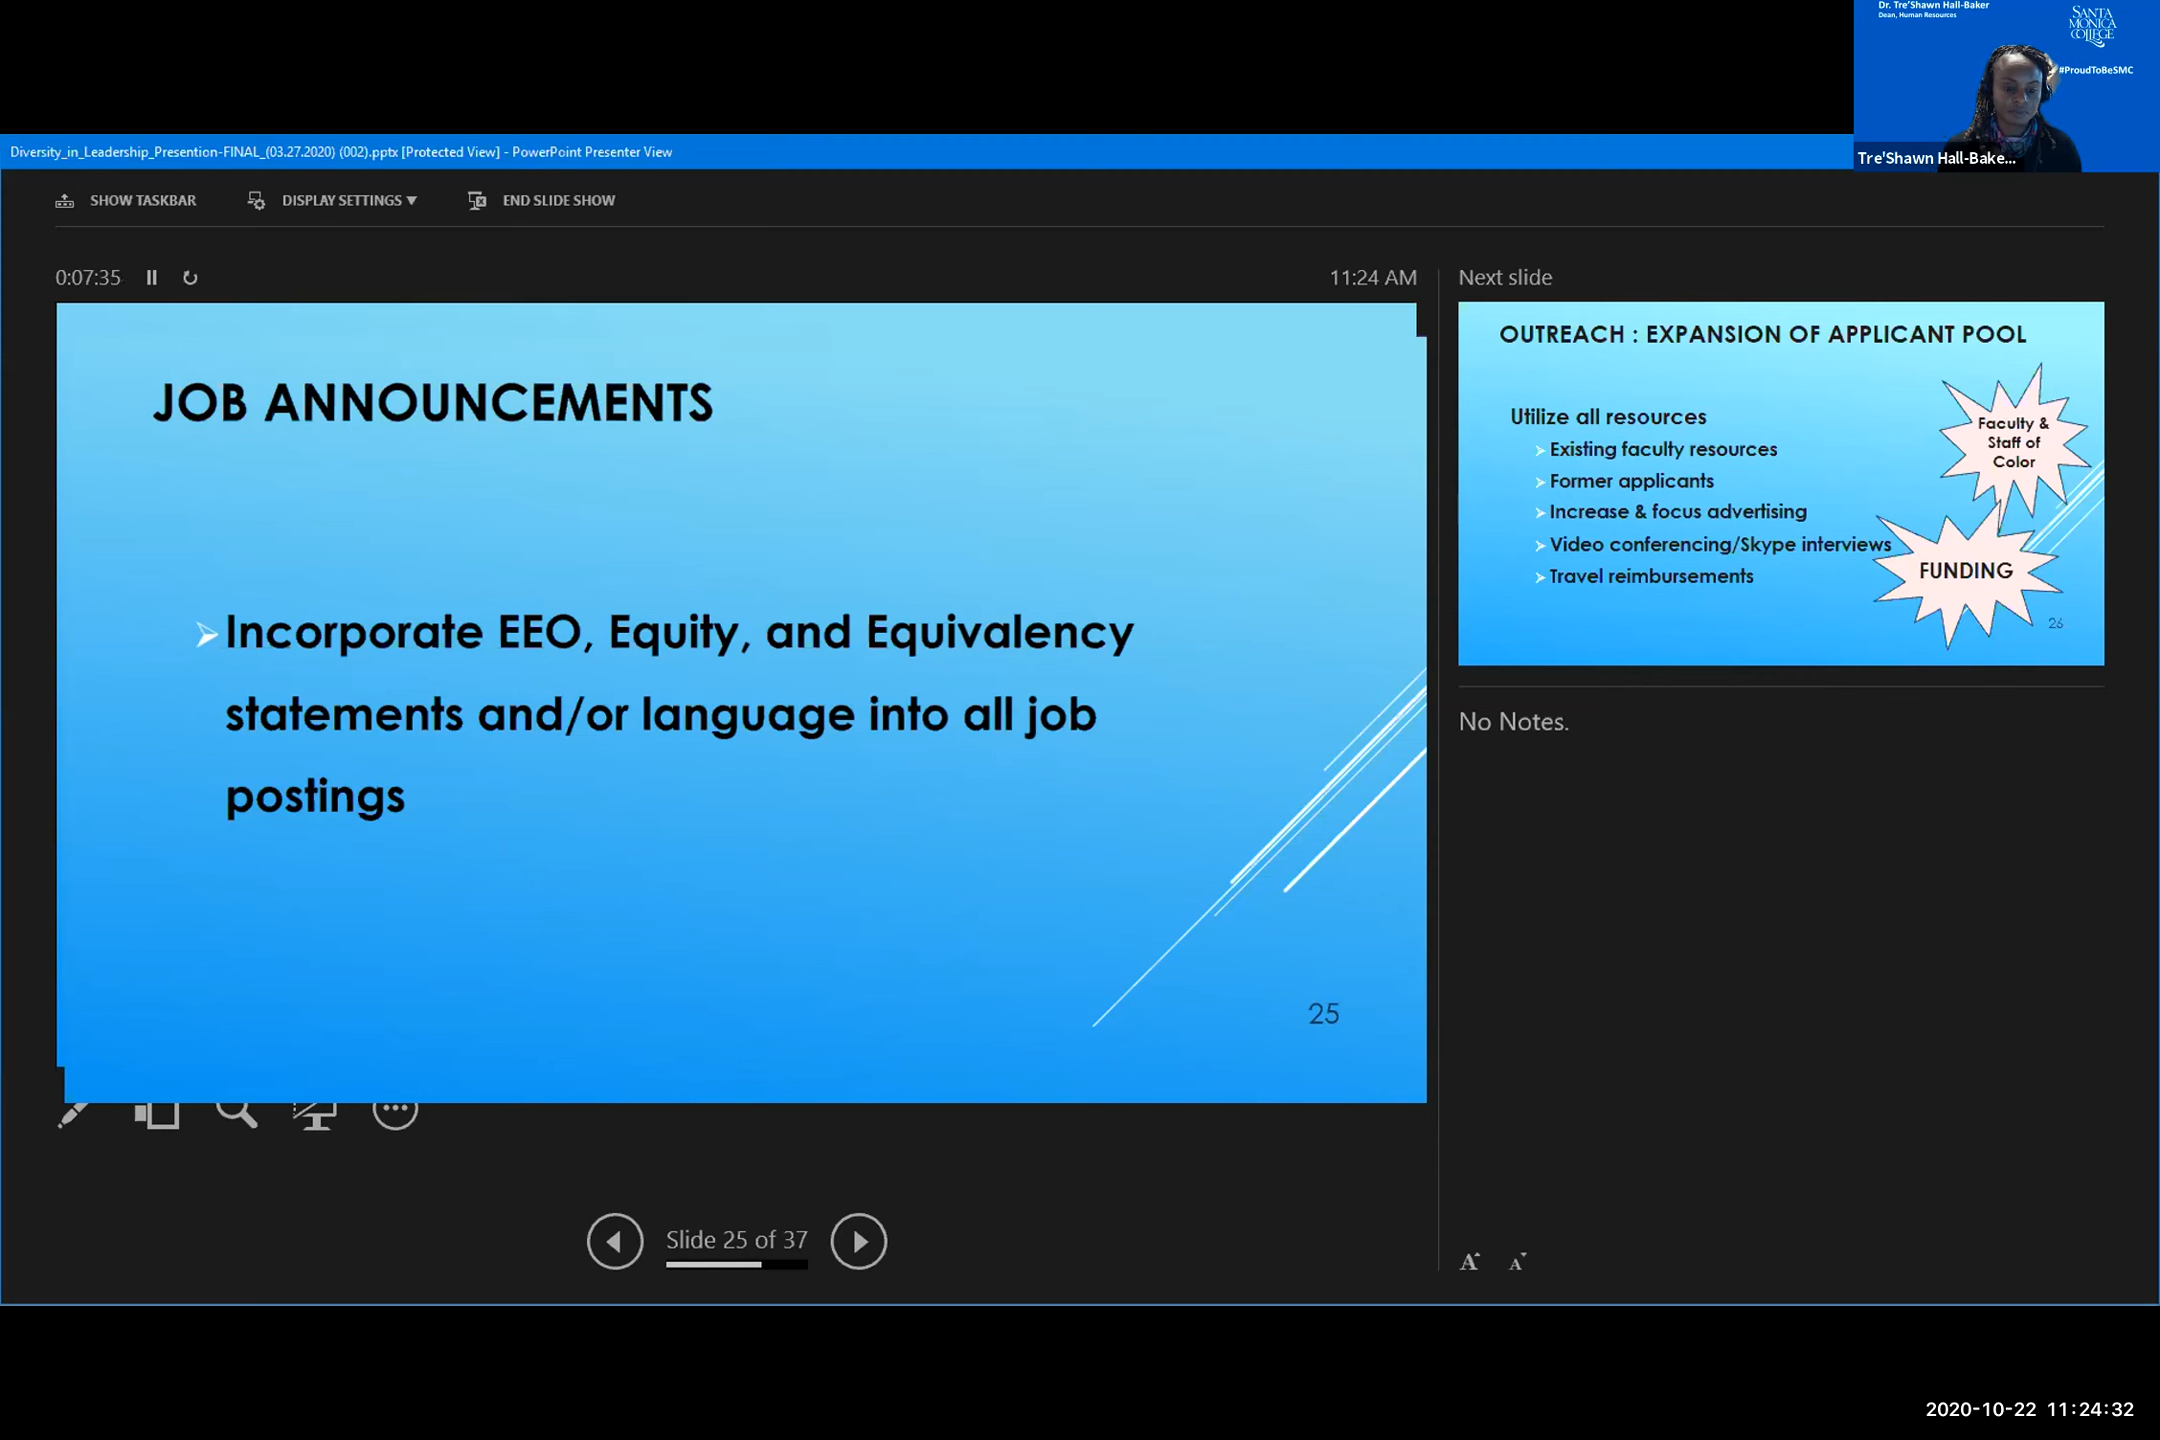 Dr. Tre'Shawn Hall-Baker
Dean, Human Resources
SANTA
MONICA
COLLEGE
#ProudToBeSMC
Tre'Shawn Hall-Bake...
Diversity_in_Leadership_Presention-FINAL_(03.27.2020) (002).pptx [Protected View] - PowerPoint Presenter View
SHOW TASKBAR DISPLAY SETTINGS ▼ END SLIDE SHOW
0:07:35 11:24 AM
JOB ANNOUNCEMENTS
Incorporate EEO, Equity, and Equivalency
statements and/or language into all job
postings
25
Next slide
OUTREACH : EXPANSION OF APPLICANT POOL
Utilize all resources
Existing faculty resources
Former applicants
Increase & focus advertising
Video conferencing/Skype interviews
Travel reimbursements
Faculty &
Staff of
Color
FUNDING
26
No Notes.
Slide 25 of 37
A A
2020-10-22 11:24:32